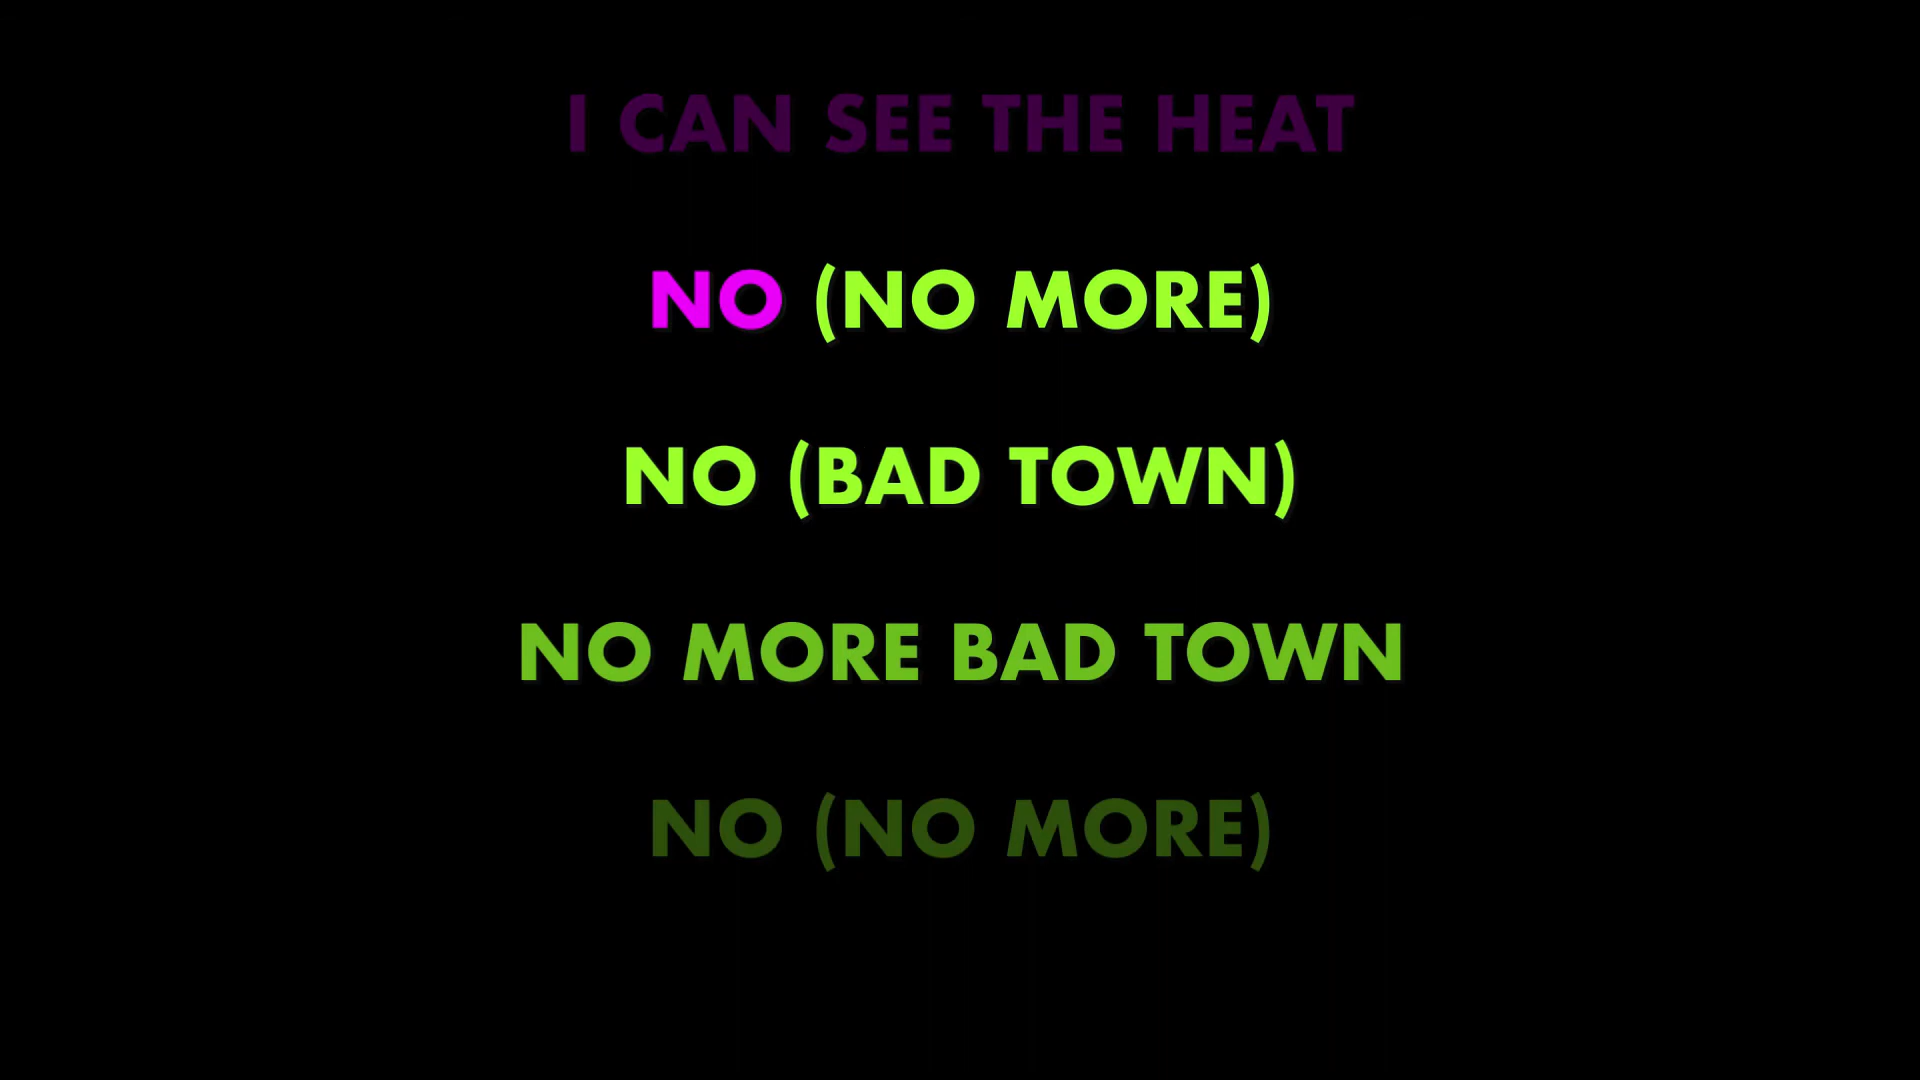 I CAN SEE THE HEAT
NO (NO MORE)
NO (BAD TOWN)
NO MORE BAD TOWN
NO (NO MORE)